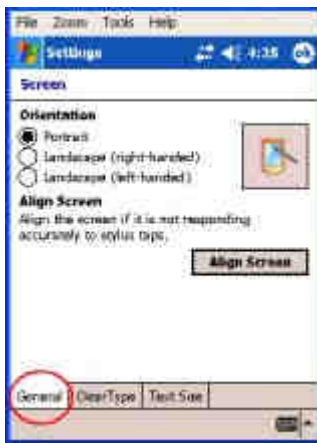 File Zoom Tools Help
Settings 4:35 ok
Screen
Orientation
Portrait
Landscape (right-handed)
Landscape (left-handed)
Align Screen
Align the screen if it is not responding
accurately to stylus taps.
Align Screen
General ClearType Text Size